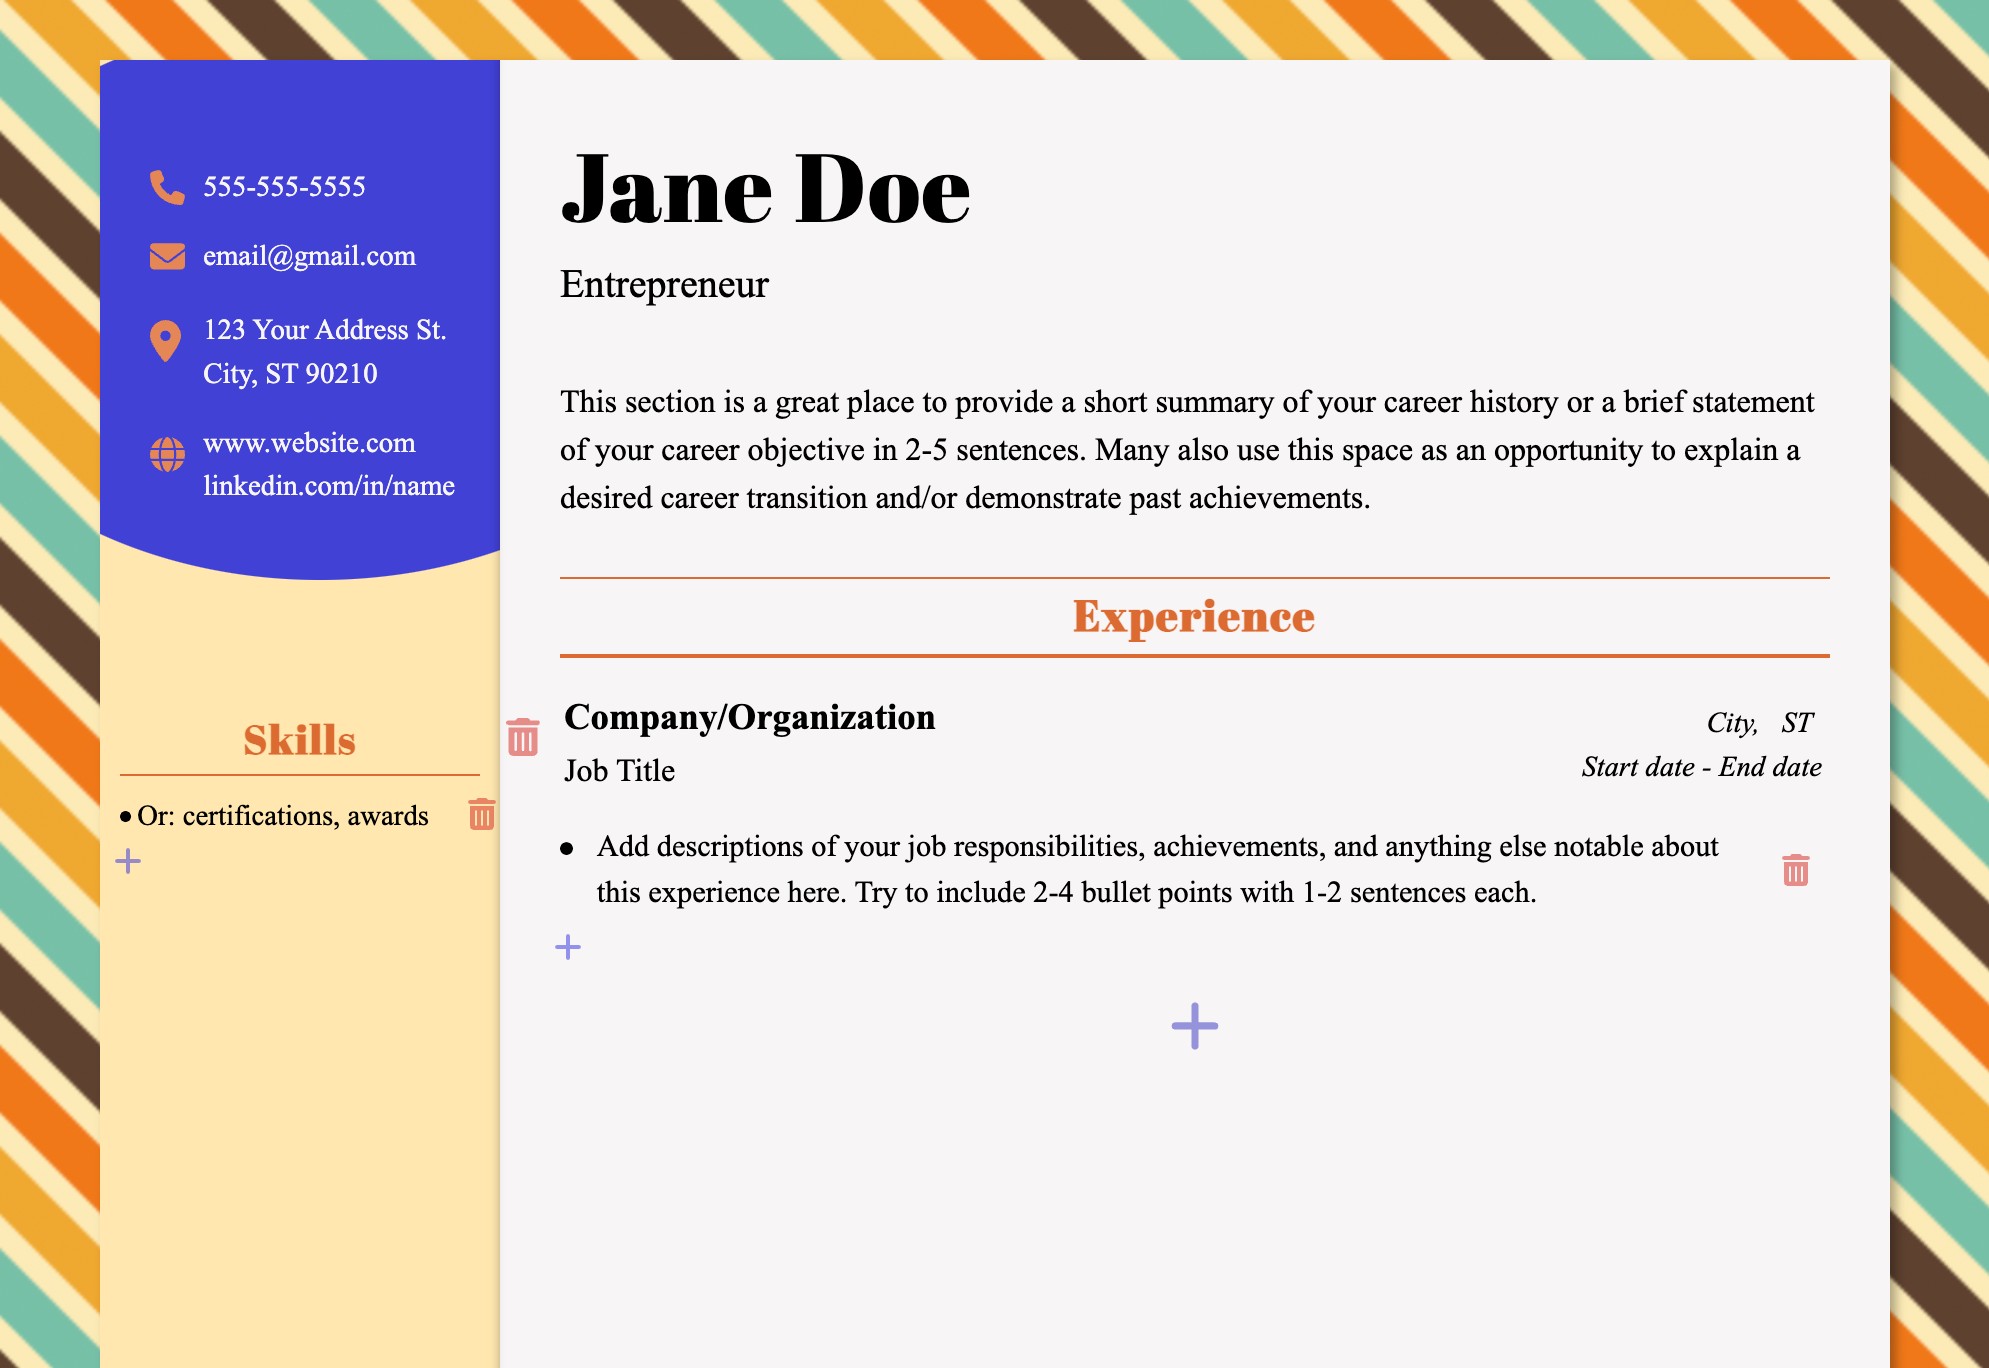 555-555-5555
email@gmail.com
123 Your Address St.
City, ST 90210
www.website.com
linkedin.com/in/name
Skills
Or: certifications, awards
Jane Doe
Entrepreneur
This section is a great place to provide a short summary of your career history or a brief statement
of your career objective in 2-5 sentences. Many also use this space as an opportunity to explain a
desired career transition and/or demonstrate past achievements.
Experience
Company/Organization
City, ST
Job Title
Start date - End date
Add descriptions of your job responsibilities, achievements, and anything else notable about
this experience here. Try to include 2-4 bullet points with 1-2 sentences each.